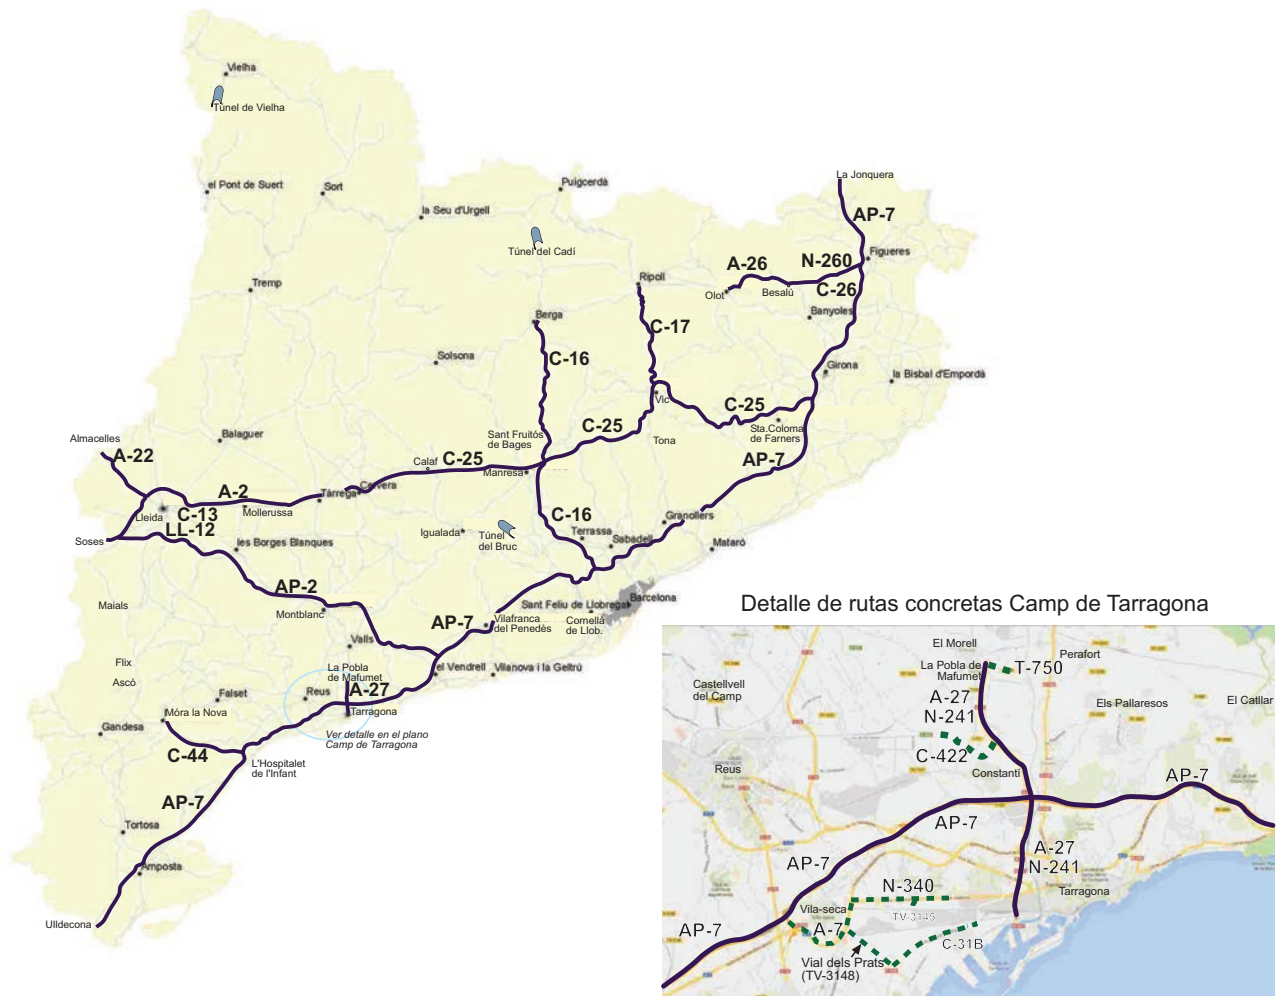 Vielha
Túnel de Vielha
el Pont de Suert
Sort
la Seu d'Urgell
Puigcerdà
Túnel del Cadí
La Jonquera
AP-7
Figueres
A-26
N-260
C-26
Ripoll
Olot
Besalú
Banyoles
Tremp
Berga
C-17
C-16
Solsona
Girona
la Bisbal d'Empordà
Vic
C-25
Sta.Coloma
de Farners
Almacelles
A-22
Balaguer
Sant Fruitós
de Bages
C-25
Tona
AP-7
Calaf
C-25
Manresa
A-2
Tàrrega
Cervera
Lleida
C-13
LL-12
Mollerussa
C-16
Granollers
Soses
les Borges Blanques
Igualada
Túnel
del Bruc
Terrassa
Sabadell
Mataró
AP-2
Maials
Montblanc
Sant Feliu de Llobregat
Barcelona
AP-7
Vilafranca
del Penedès
Cornellà
de Llob.
Valls
Flix
Ascó
La Pobla
de Mafumet
el Vendrell
Vilanova i la Geltrú
A-27
Falset
Reus
Móra la Nova
Tarragona
Gandesa
Ver detalle en el plano
Camp de Tarragona
C-44
L'Hospitalet
de l'Infant
AP-7
Tortosa
Amposta
Ulldecona
Detalle de rutas concretas Camp de Tarragona
El Morell
Perafort
La Pobla de
Mafumet
T-750
Castellvell
del Camp
A-27
N-241
Els Pallaresos
El Catllar
C-422
Constantí
Reus
AP-7
AP-7
AP-7
A-27
N-241
N-340
Tarragona
Vila-seca
TV-3146
AP-7
A-7
C-31B
Vial dels Prats
(TV-3148)